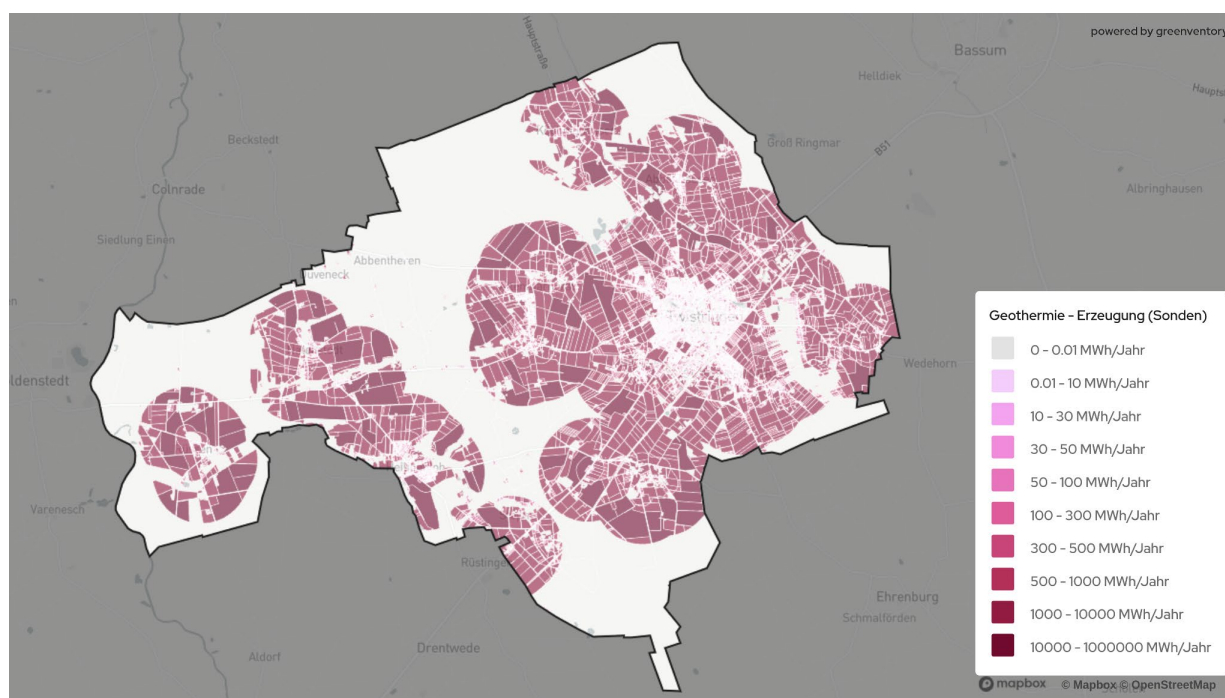 powered by greenventory
Bassum
Hauptstraße
Helldiek
Beckstedt
Groß Ringmar
B51
Colnrade
Albringhausen
Siedlung Einen
Abbentheren
Twistringen
Geothermie - Erzeugung (Sonden)
0 - 0.01 MWh/Jahr
0.01 - 10 MWh/Jahr
10 - 30 MWh/Jahr
30 - 50 MWh/Jahr
50 - 100 MWh/Jahr
100 - 300 MWh/Jahr
300 - 500 MWh/Jahr
500 - 1000 MWh/Jahr
1000 - 10000 MWh/Jahr
10000 - 1000000 MWh/Jahr
ldenstedt
Wedehorn
Varenesch
Ehrenburg
Schmalförden
Drentwede
Aldorf
mapbox
© Mapbox © OpenStreetMap